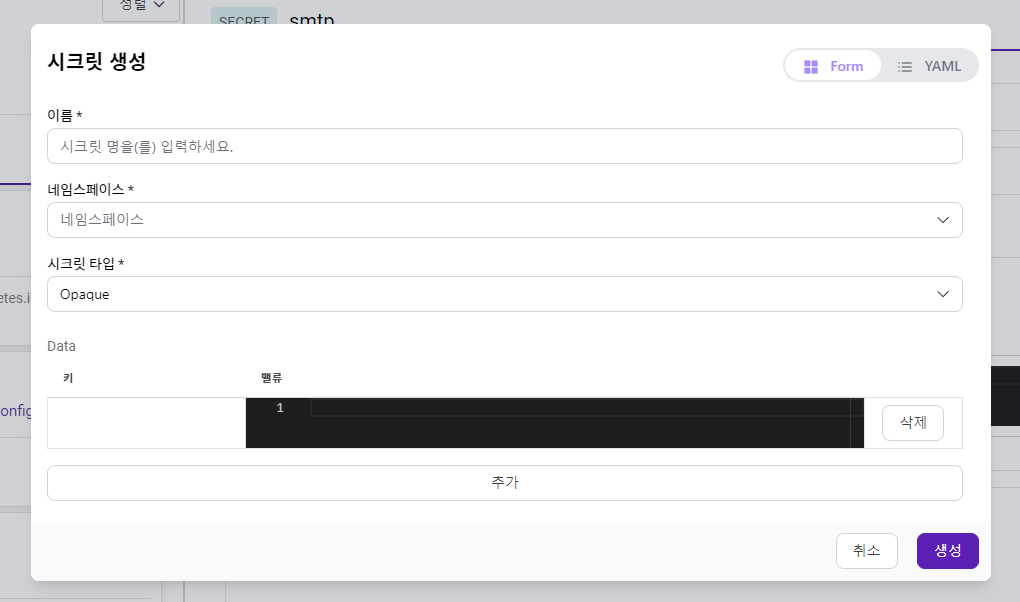 정렬
SECRET smtp
시크릿 생성
Form YAML
이름 *
시크릿 명을(를) 입력하세요.
네임스페이스 *
네임스페이스
시크릿 타입 *
etes.i
Opaque
Data
키 밸류
onfig
1
삭제
추가
취소 생성